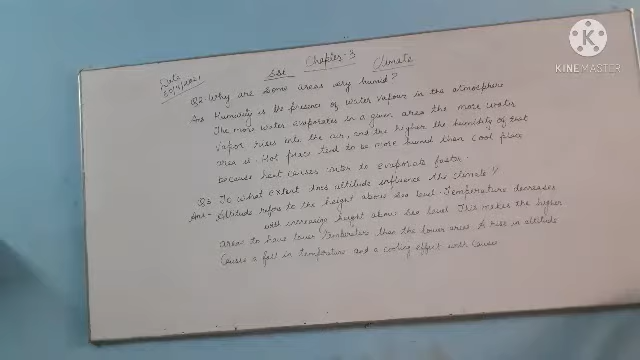 Date
Sst Chapter-3 Climate
Q2- Why are some areas very humid?
Ans Humidity is the presence of water vapour in the atmosphere
The more water evaporates in a given area the more water
vapor rises into the air, and the higher the humidity of that
area is. Hot place tend to be more humid than cool place
because heat causes water to evaporate faster.
Q3 To what extent does altitude influence the climate?
Ans- Altitude refers to the height above sea level. Temperature decreases
with increasing height above sea level This makes the higher
areas to have lower temperature than the lower areas. A rise in altitude
causes a fall in temperature and a cooling effect with cause
K
KINEMASTER